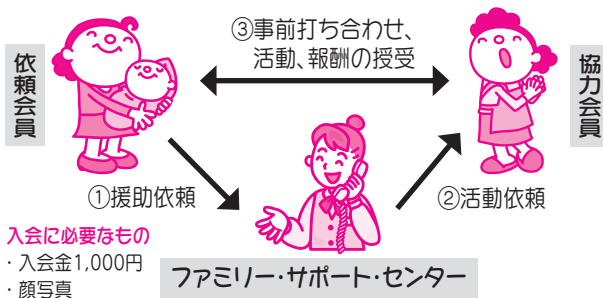 ③事前打ち合わせ、
活動、報酬の授受
依頼会員
協力会員
①援助依頼
②活動依頼
入会に必要なもの
・入会金1,000円
・顔写真
ファミリー・サポート・センター